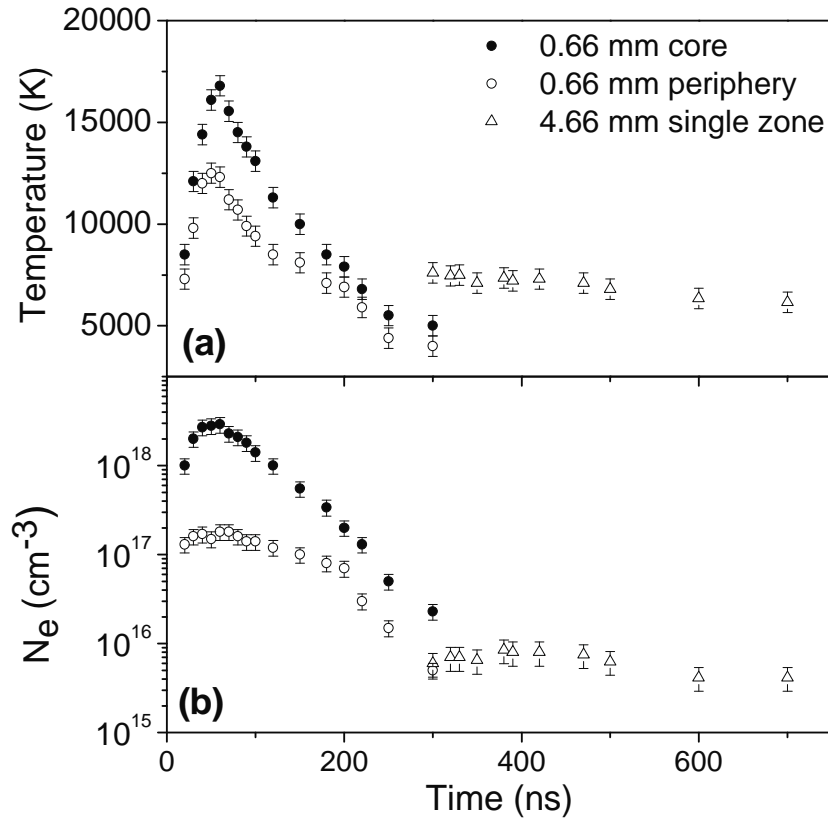 20000
15000
10000
5000
Temperature (K)
0.66 mm core
0.66 mm periphery
4.66 mm single zone
(a)
10^18
10^17
10^16
10^15
N_e (cm^-3)
(b)
0
200
400
600
Time (ns)